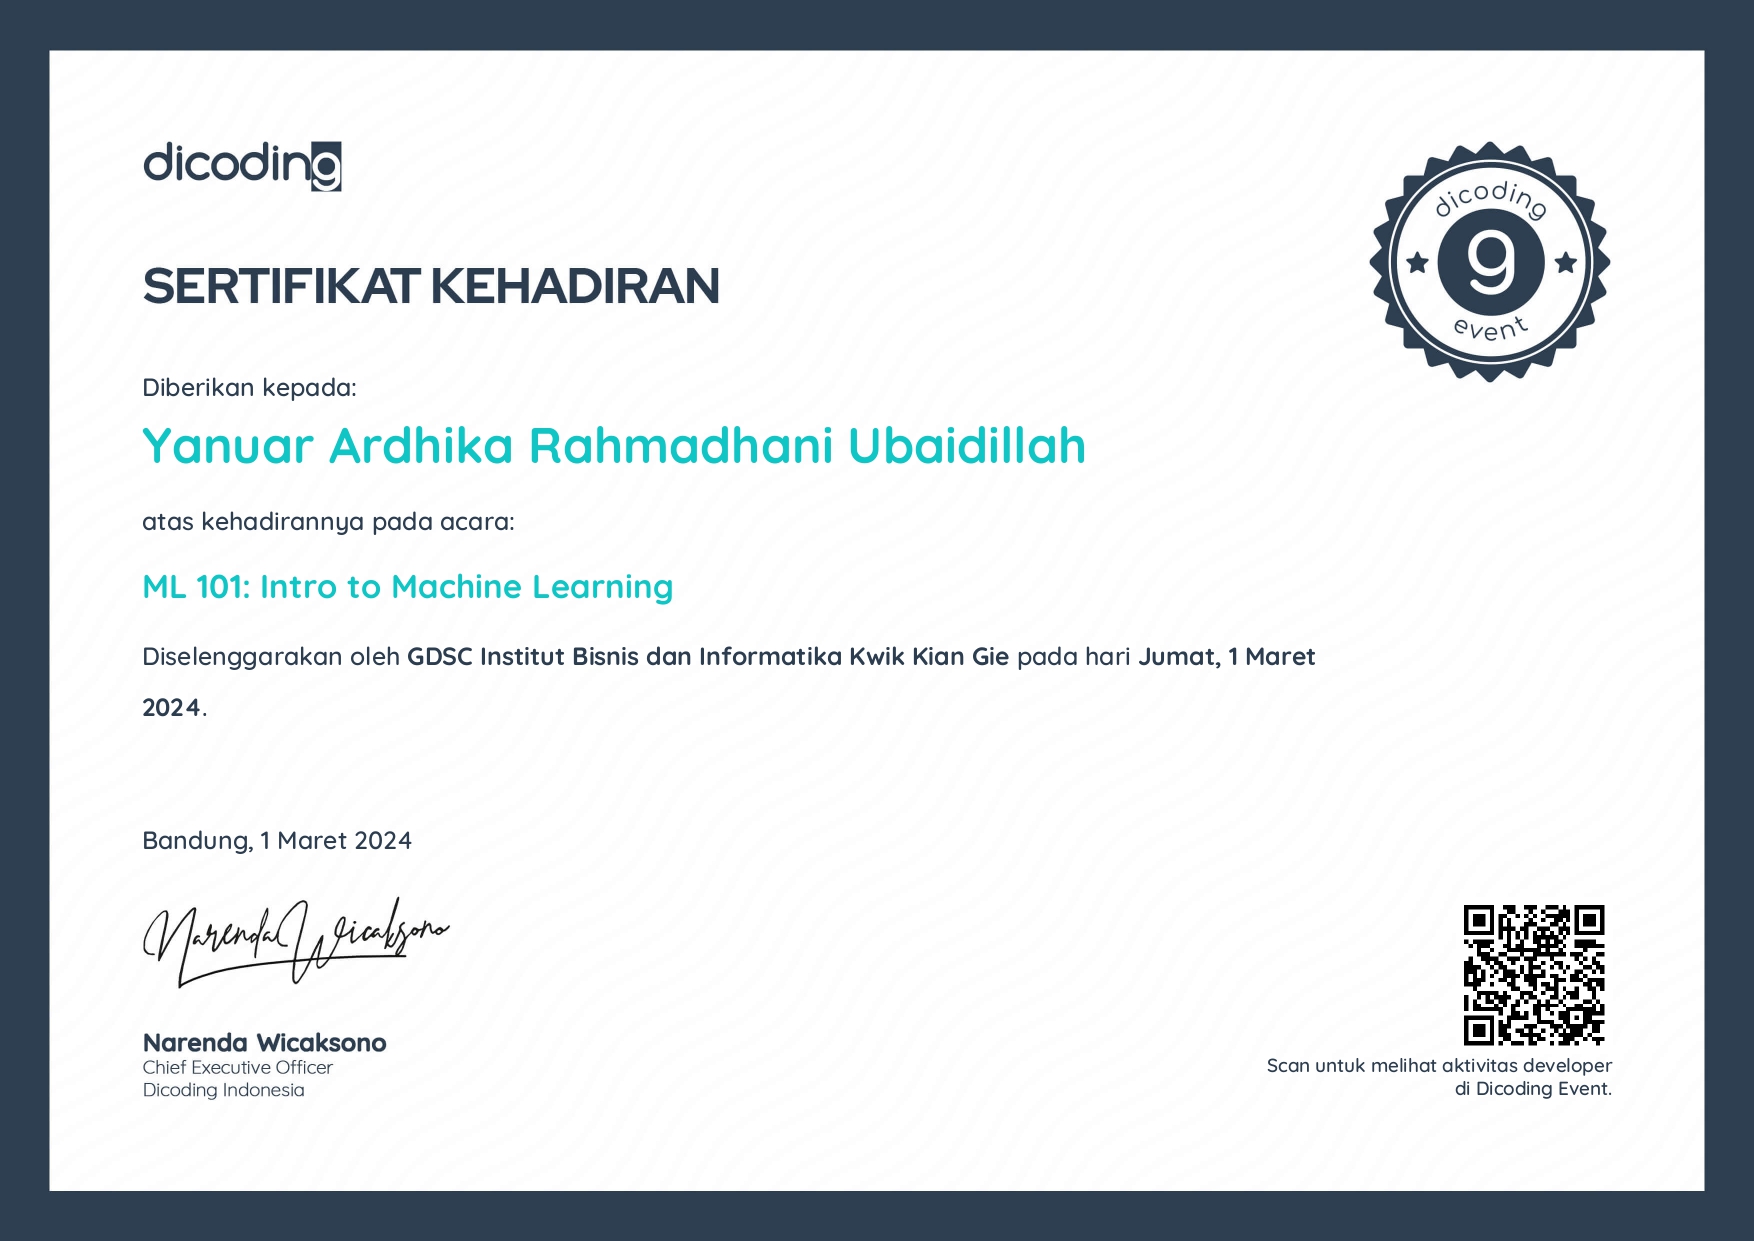 dicoding
SERTIFIKAT KEHADIRAN
dicoding
g
event
Diberikan kepada:
Yanuar Ardhika Rahmadhani Ubaidillah
atas kehadirannya pada acara:
ML 101: Intro to Machine Learning
Diselenggarakan oleh GDSC Institut Bisnis dan Informatika Kwik Kian Gie pada hari Jumat, 1 Maret
2024.
Bandung, 1 Maret 2024
Narenda Wicaksono
Narenda Wicaksono
Chief Executive Officer
Dicoding Indonesia
Scan untuk melihat aktivitas developer
di Dicoding Event.